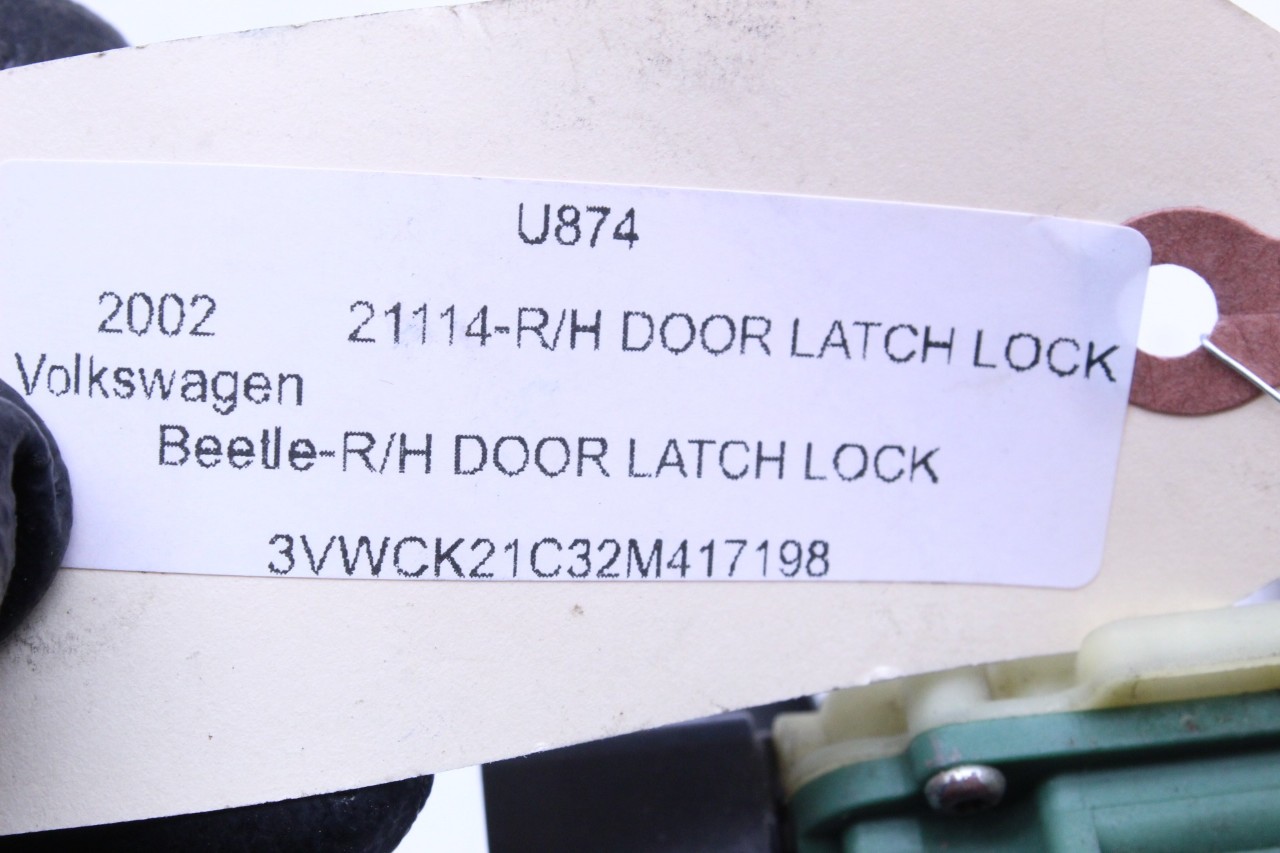 U874
2002 21114-R/H DOOR LATCH LOCK
Volkswagen
Beetle-R/H DOOR LATCH LOCK
3VWCK21C32M417198